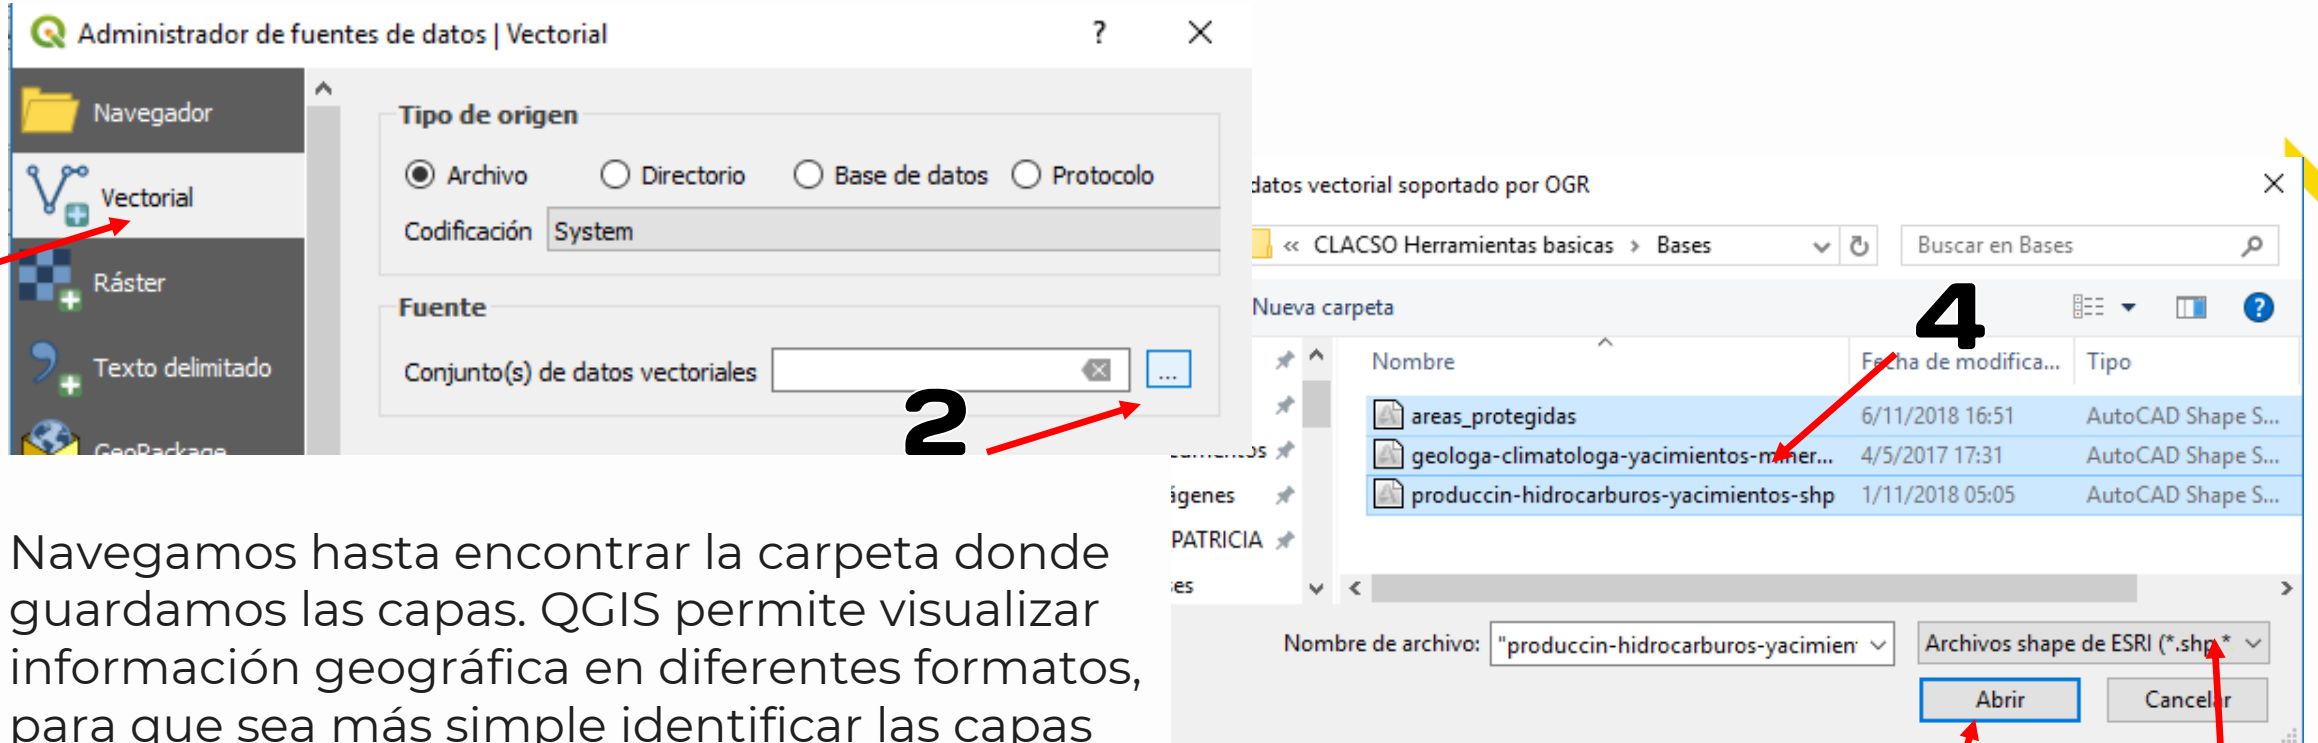 Administrador de fuentes de datos | Vectorial
?
Navegador
Vectorial
Ráster
Texto delimitado
GeoPackage
Tipo de origen
Archivo Directorio Base de datos Protocolo
Codificación System
Fuente
Conjunto(s) de datos vectoriales ...
2
datos vectorial soportado por OGR
« CLACSO Herramientas basicas › Bases Buscar en Bases
Nueva carpeta
4
Nombre Fecha de modifica... Tipo
areas_protegidas 6/11/2018 16:51 AutoCAD Shape S...
geologa-climatologa-yacimientos-miner... 4/5/2017 17:31 AutoCAD Shape S...
produccin-hidrocarburos-yacimientos-shp 1/11/2018 05:05 AutoCAD Shape S...
ágenes
PATRICIA
es
Nombre de archivo: "produccin-hidrocarburos-yacimien Archivos shape de ESRI (*.shp *
Abrir Cancelar
Navegamos hasta encontrar la carpeta donde
guardamos las capas. QGIS permite visualizar
información geográfica en diferentes formatos,
para que sea más simple identificar las capas